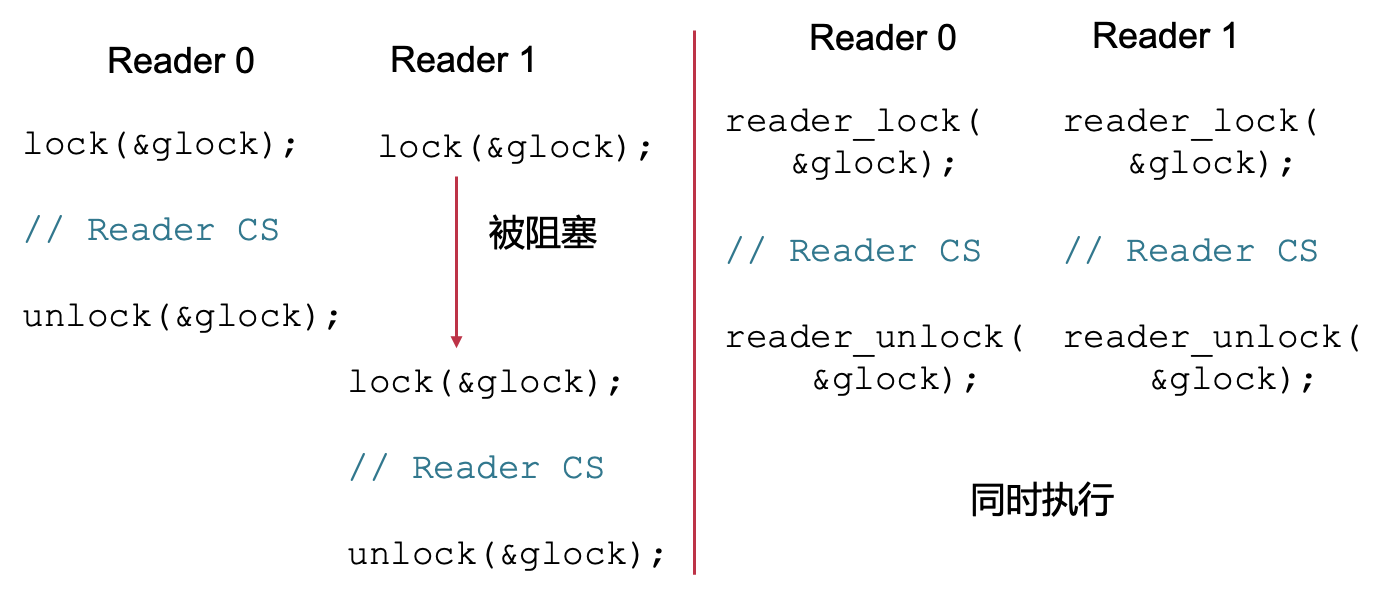 Reader 0
Reader 1
lock(&glock);
lock(&glock);
// Reader CS
被阻塞
unlock(&glock);
lock(&glock);
// Reader CS
unlock(&glock);
Reader 0
Reader 1
reader_lock(
&glock);
reader_lock(
&glock);
// Reader CS
// Reader CS
reader_unlock(
&glock);
reader_unlock(
&glock);
同时执行